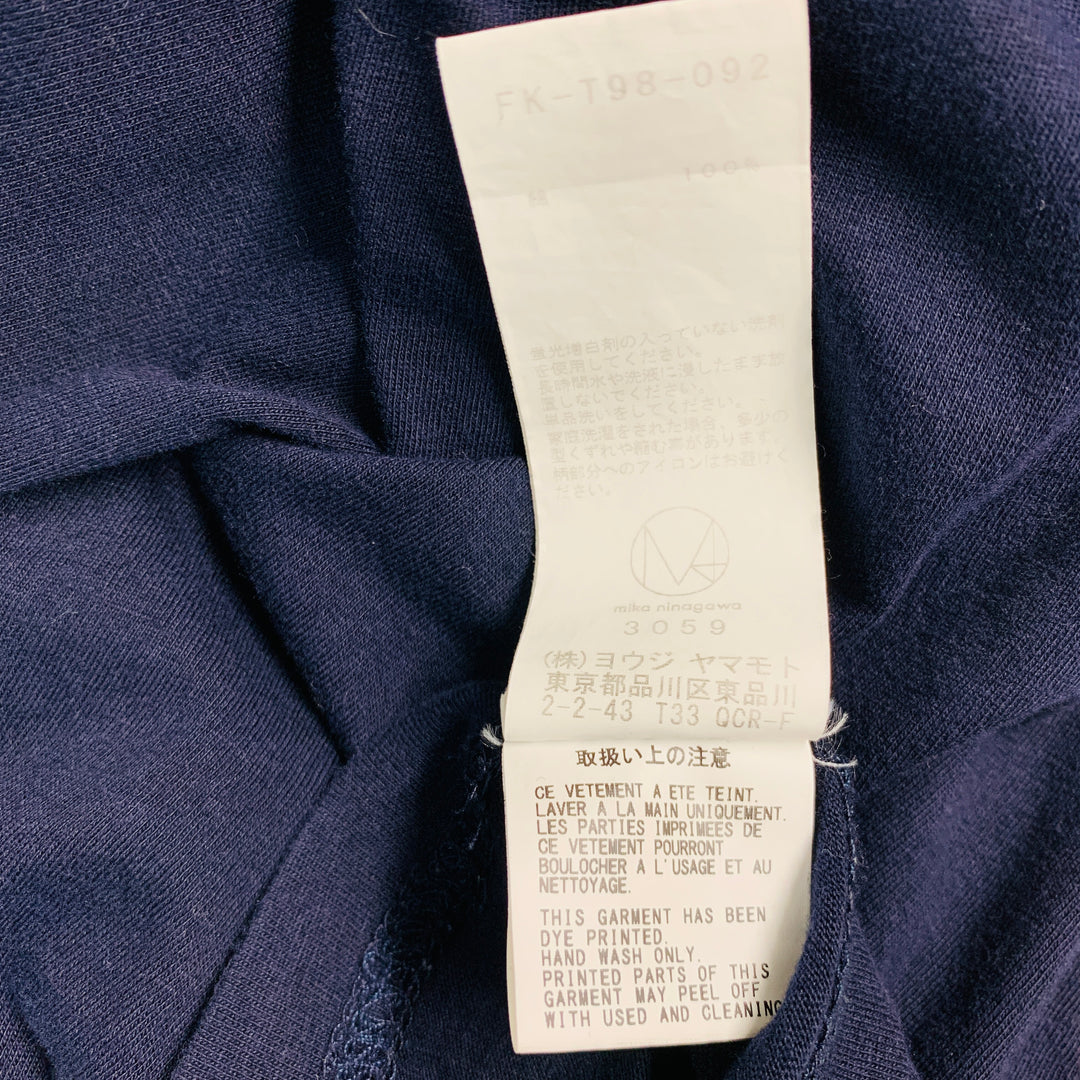 FK-T98-092
綿 100%
蛍光増白剤の入っていない洗剤
を使用してください。
長時間水や洗液に浸したまま放
置しないでください。
単品洗いをしてください。
家庭洗濯をされた場合、多少の
型くずれや縮む事があります。
柄部分へのアイロンはお避けく
ださい。
mika ninagawa
3059
(株)ヨウジ ヤマモト
東京都品川区東品川
2-2-43 T33 QCR-F
取扱い上の注意
CE VETEMENT A ETE TEINT.
LAVER A LA MAIN UNIQUEMENT.
LES PARTIES IMPRIMEES DE
CE VETEMENT POURRONT
BOULOCHER A L'USAGE ET AU
NETTOYAGE.
THIS GARMENT HAS BEEN
DYE PRINTED.
HAND WASH ONLY.
PRINTED PARTS OF THIS
GARMENT MAY PEEL OFF
WITH USED AND CLEANING